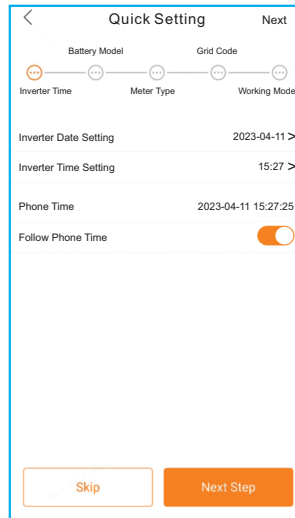 Quick Setting Next
Battery Model Grid Code
Inverter Time Meter Type Working Mode
Inverter Date Setting 2023-04-11 >
Inverter Time Setting 15:27 >
Phone Time 2023-04-11 15:27:25
Follow Phone Time
Skip Next Step